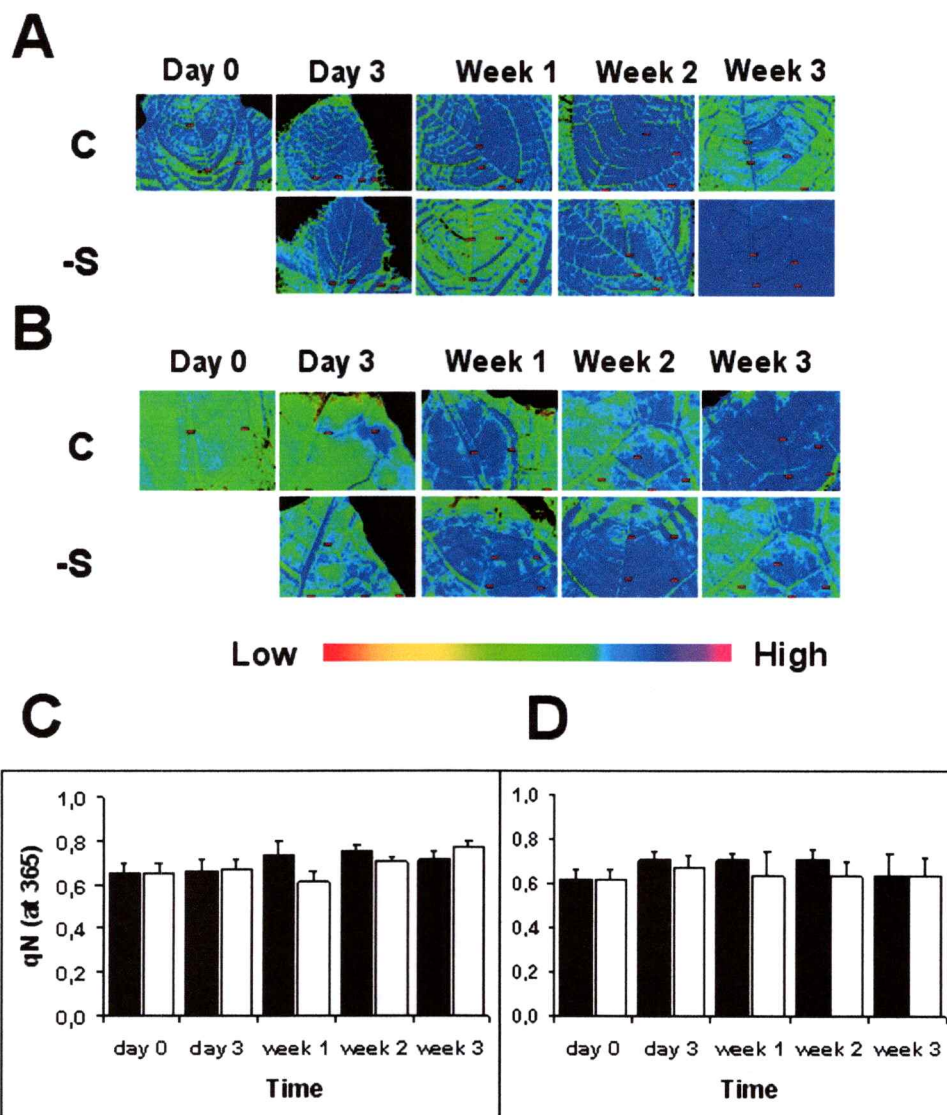 A
Day 0 Day 3 Week 1 Week 2 Week 3
C
-S
B
Day 0 Day 3 Week 1 Week 2 Week 3
C
-S
Low High
C
D
qN (at 365)
1,0
0,8
0,6
0,4
0,2
0,0
day 0 day 3 week 1 week 2 week 3
Time
1,0
0,8
0,6
0,4
0,2
0,0
day 0 day 3 week 1 week 2 week 3
Time